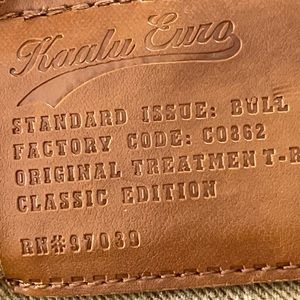 Kaalu Euro
STANDARD ISSUE: BULL
FACTORY CODE: C0362
ORIGINAL TREATMENT-R
CLASSIC EDITION
RN#97039